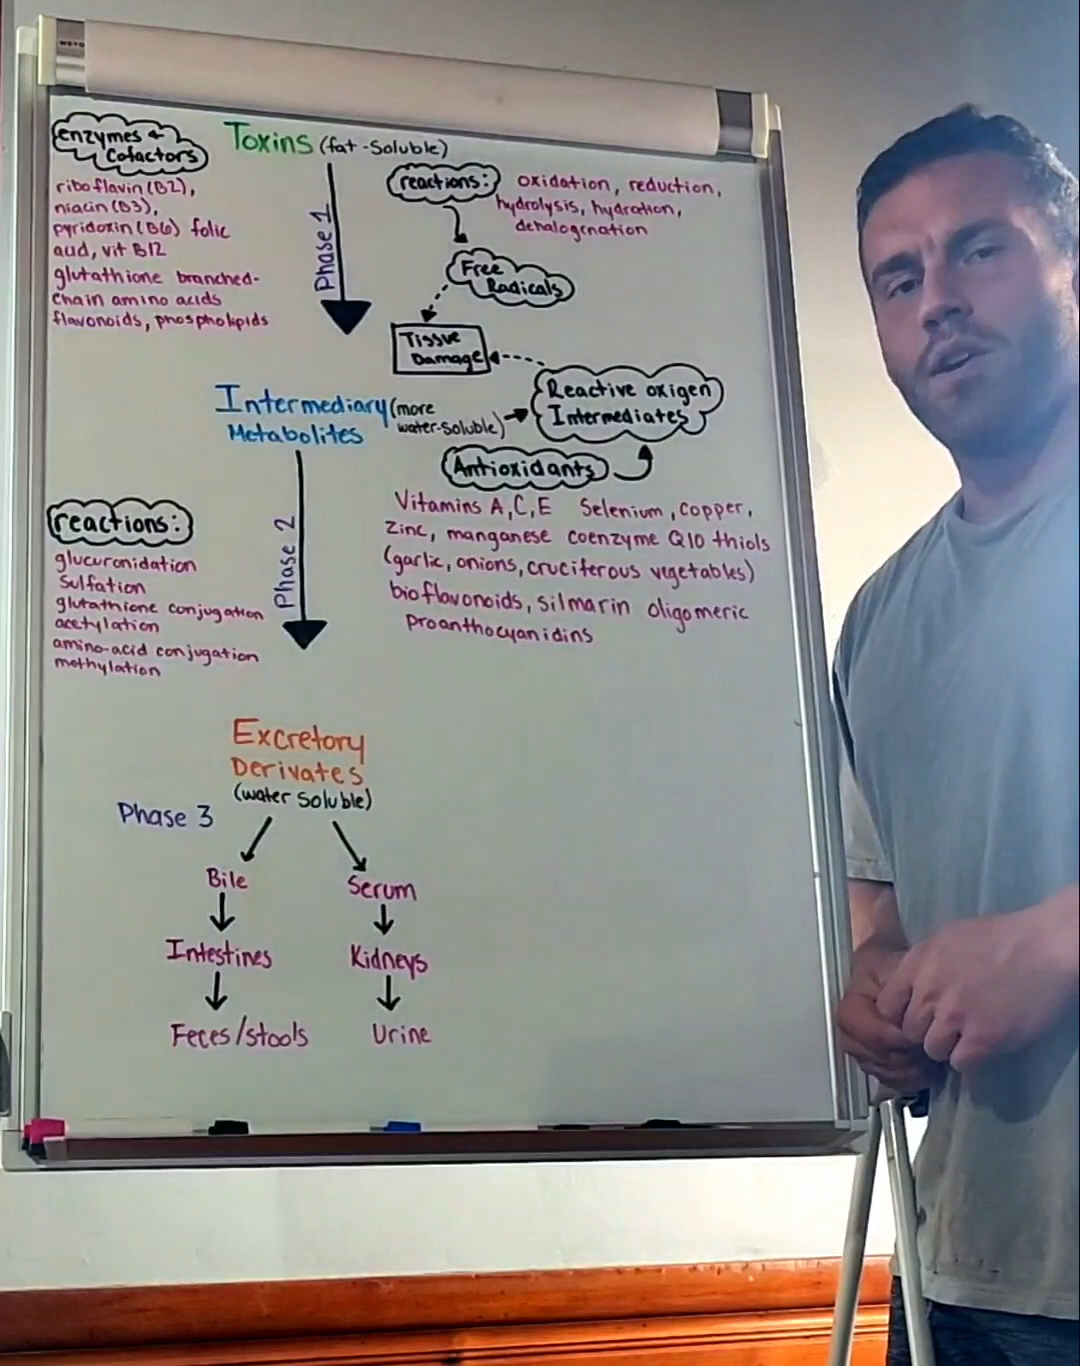 enzymes &
Cofactors
riboflavin (B2),
niacin (B3),
pyridoxin (B6) folic
acid, vit B12
glutathione branched-
chain amino acids
flavonoids, phospholipids
Toxins (fat-soluble)
Phase 1
reactions: oxidation, reduction,
hydrolysis, hydration,
dehalogenation
Free
Radicals
Tissue
Damage
Intermediary (more
Metabolites water-soluble)
Reactive oxigen
Intermediates
Antioxidants
Vitamins A,C,E Selenium, copper,
zinc, manganese coenzyme Q10 thiols
(garlic, onions, cruciferous vegetables)
bioflavonoids, silmarin oligomeric
proanthocyanidins
Phase 2
reactions:
glucuronidation
Sulfation
glutathione conjugation
acetylation
amino-acid conjugation
methylation
Excretory
Derivates
(water soluble)
Phase 3
Bile Serum
Intestines Kidneys
Feces/stools Urine